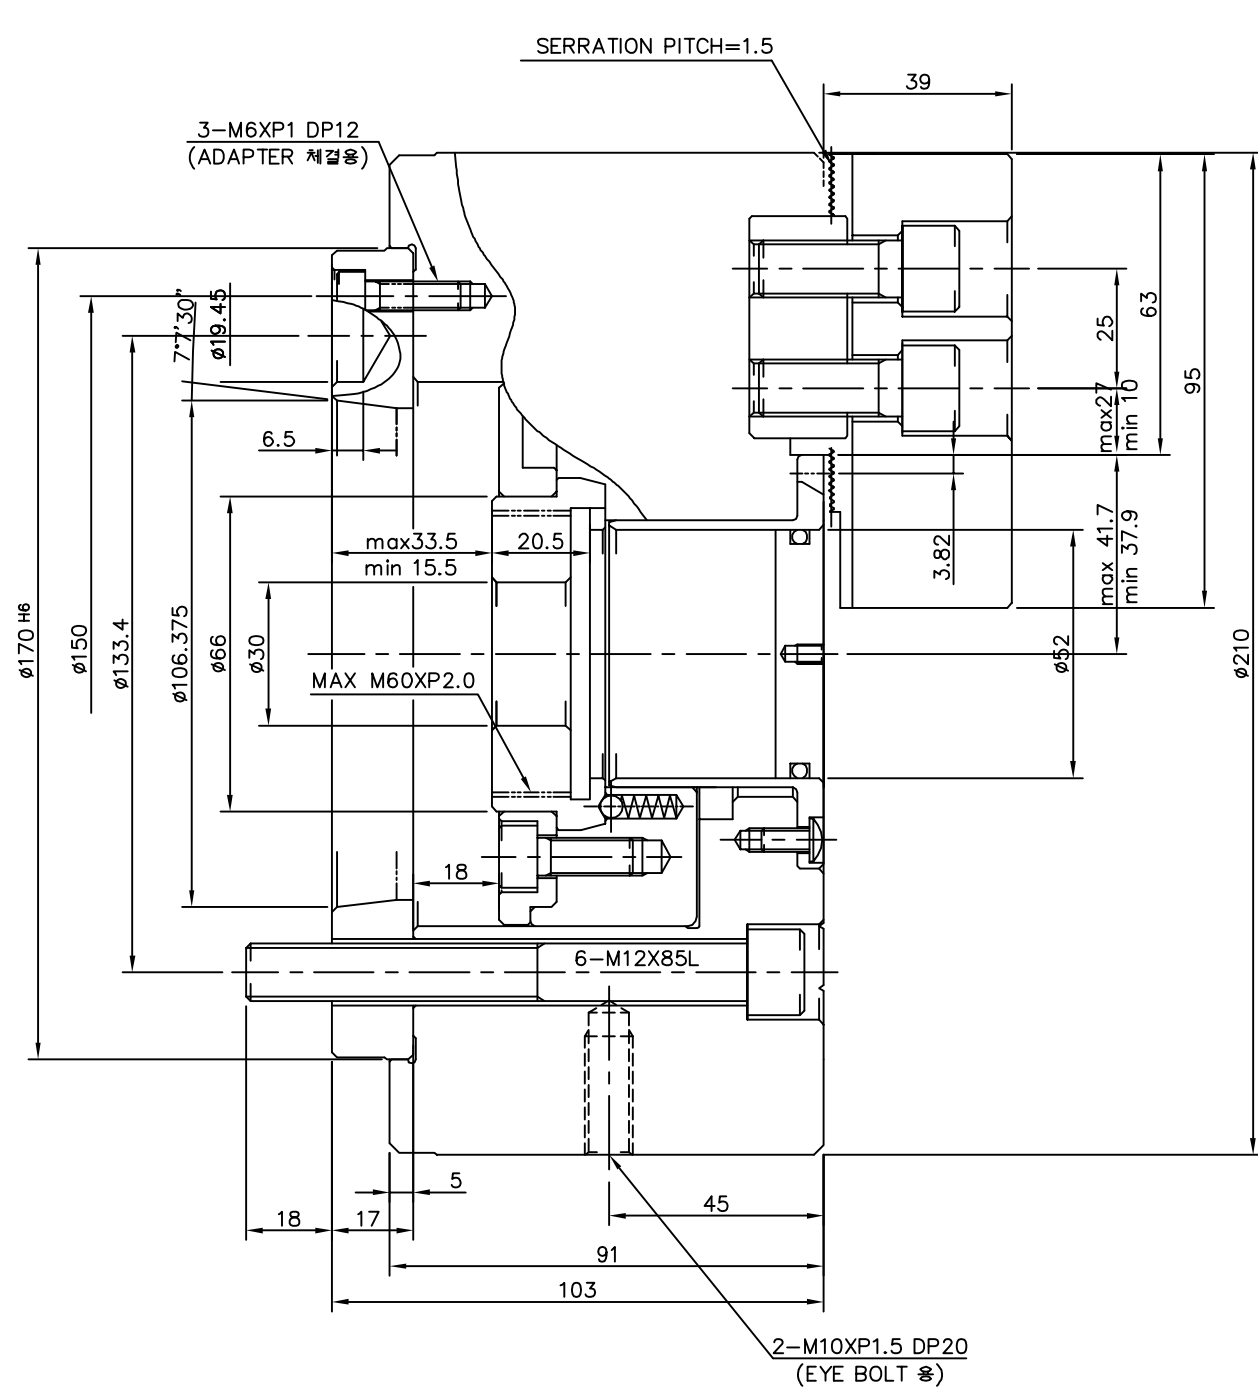 SERRATION PITCH=1.5
39
3-M6XP1 DP12
(ADAPTER 체결용)
7°7'30"
ø19.45
63
25
95
max27
min 10
6.5
max33.5
min 15.5
20.5
3.82
max 41.7
min 37.9
ø170 H6
ø150
ø133.4
ø106.375
ø66
ø30
ø52
ø210
MAX M60XP2.0
18
6-M12X85L
5
18
17
45
91
103
2-M10XP1.5 DP20
(EYE BOLT 용)